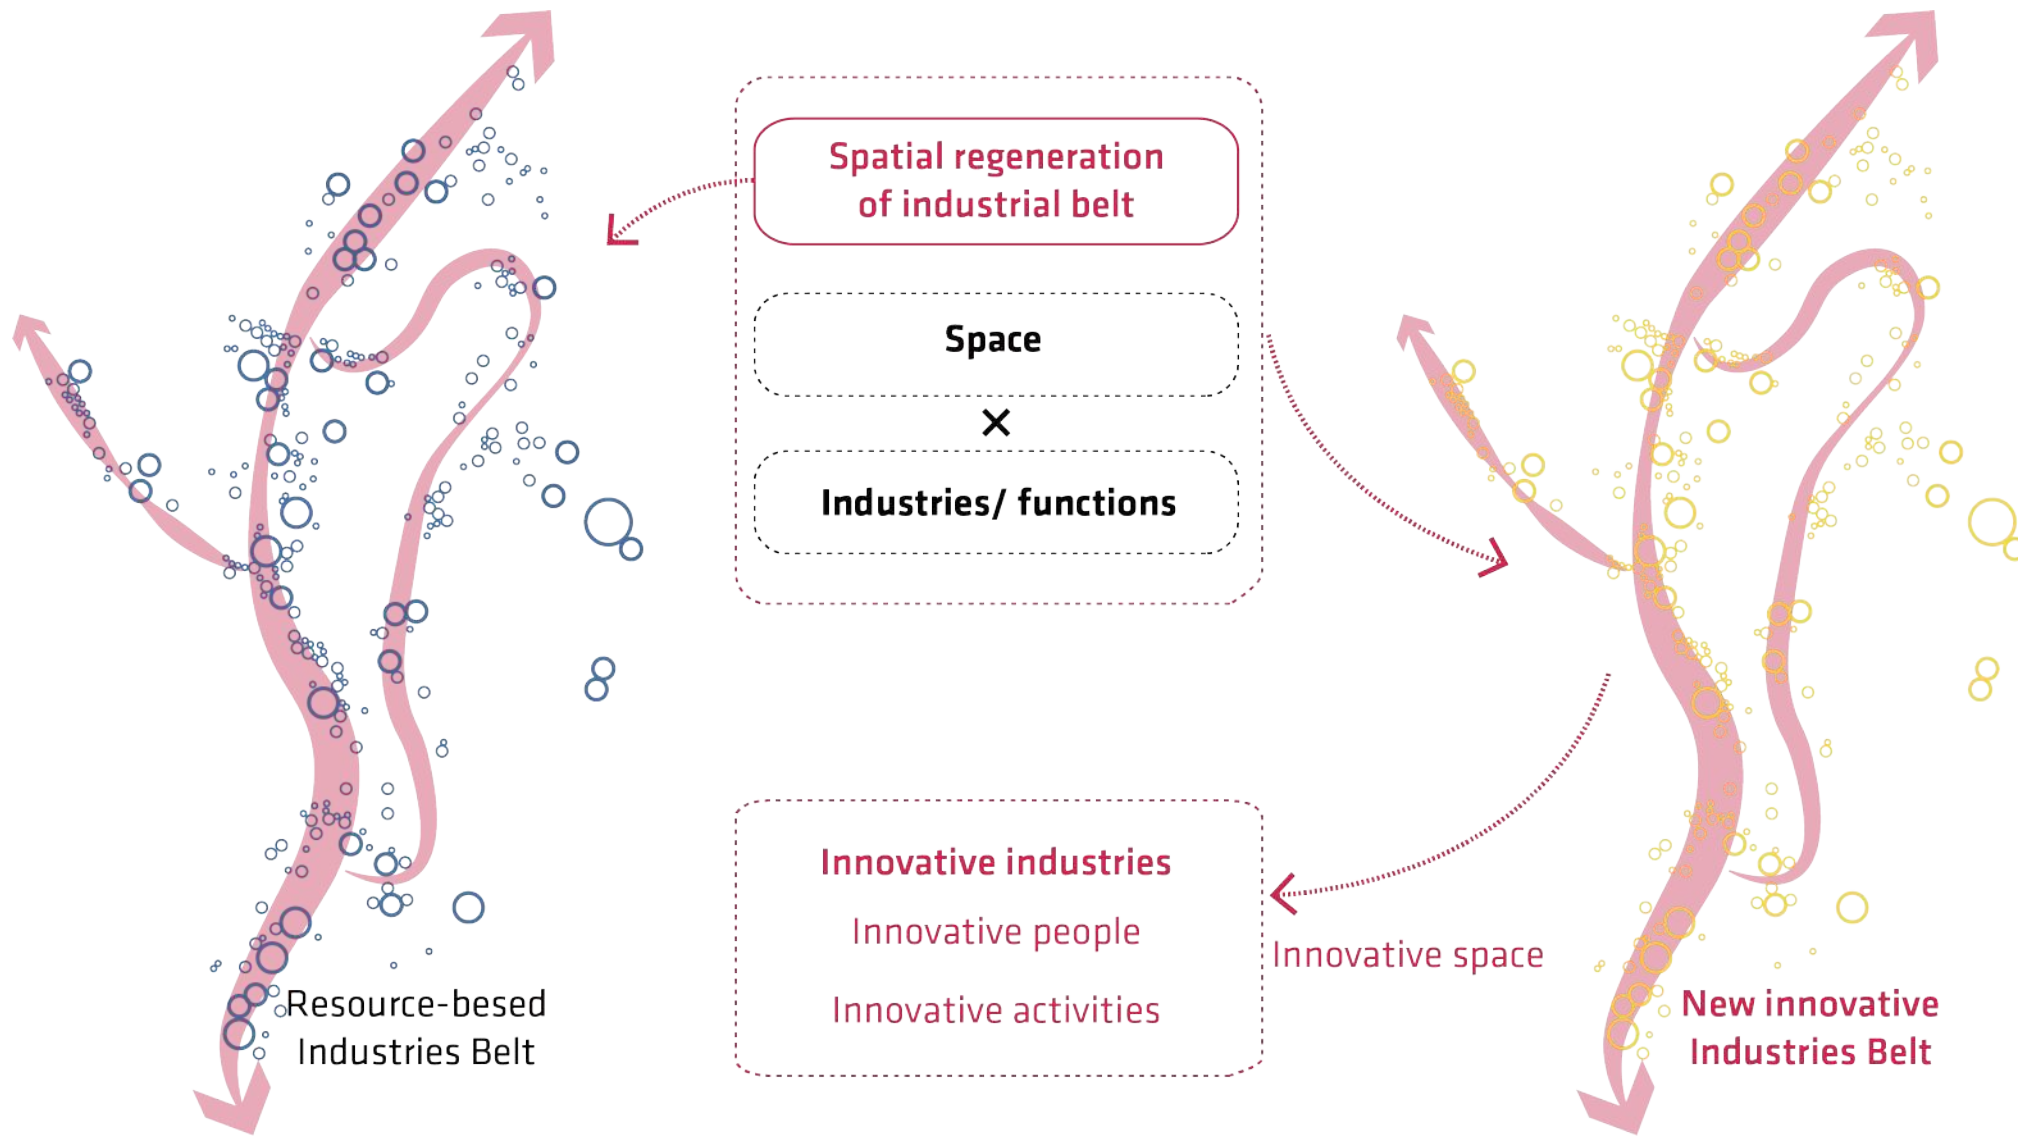 Spatial regeneration
of industrial belt
Space
×
Industries/ functions
Innovative industries
Innovative people
Innovative activities
Innovative space
Resource-besed
Industries Belt
New innovative
Industries Belt